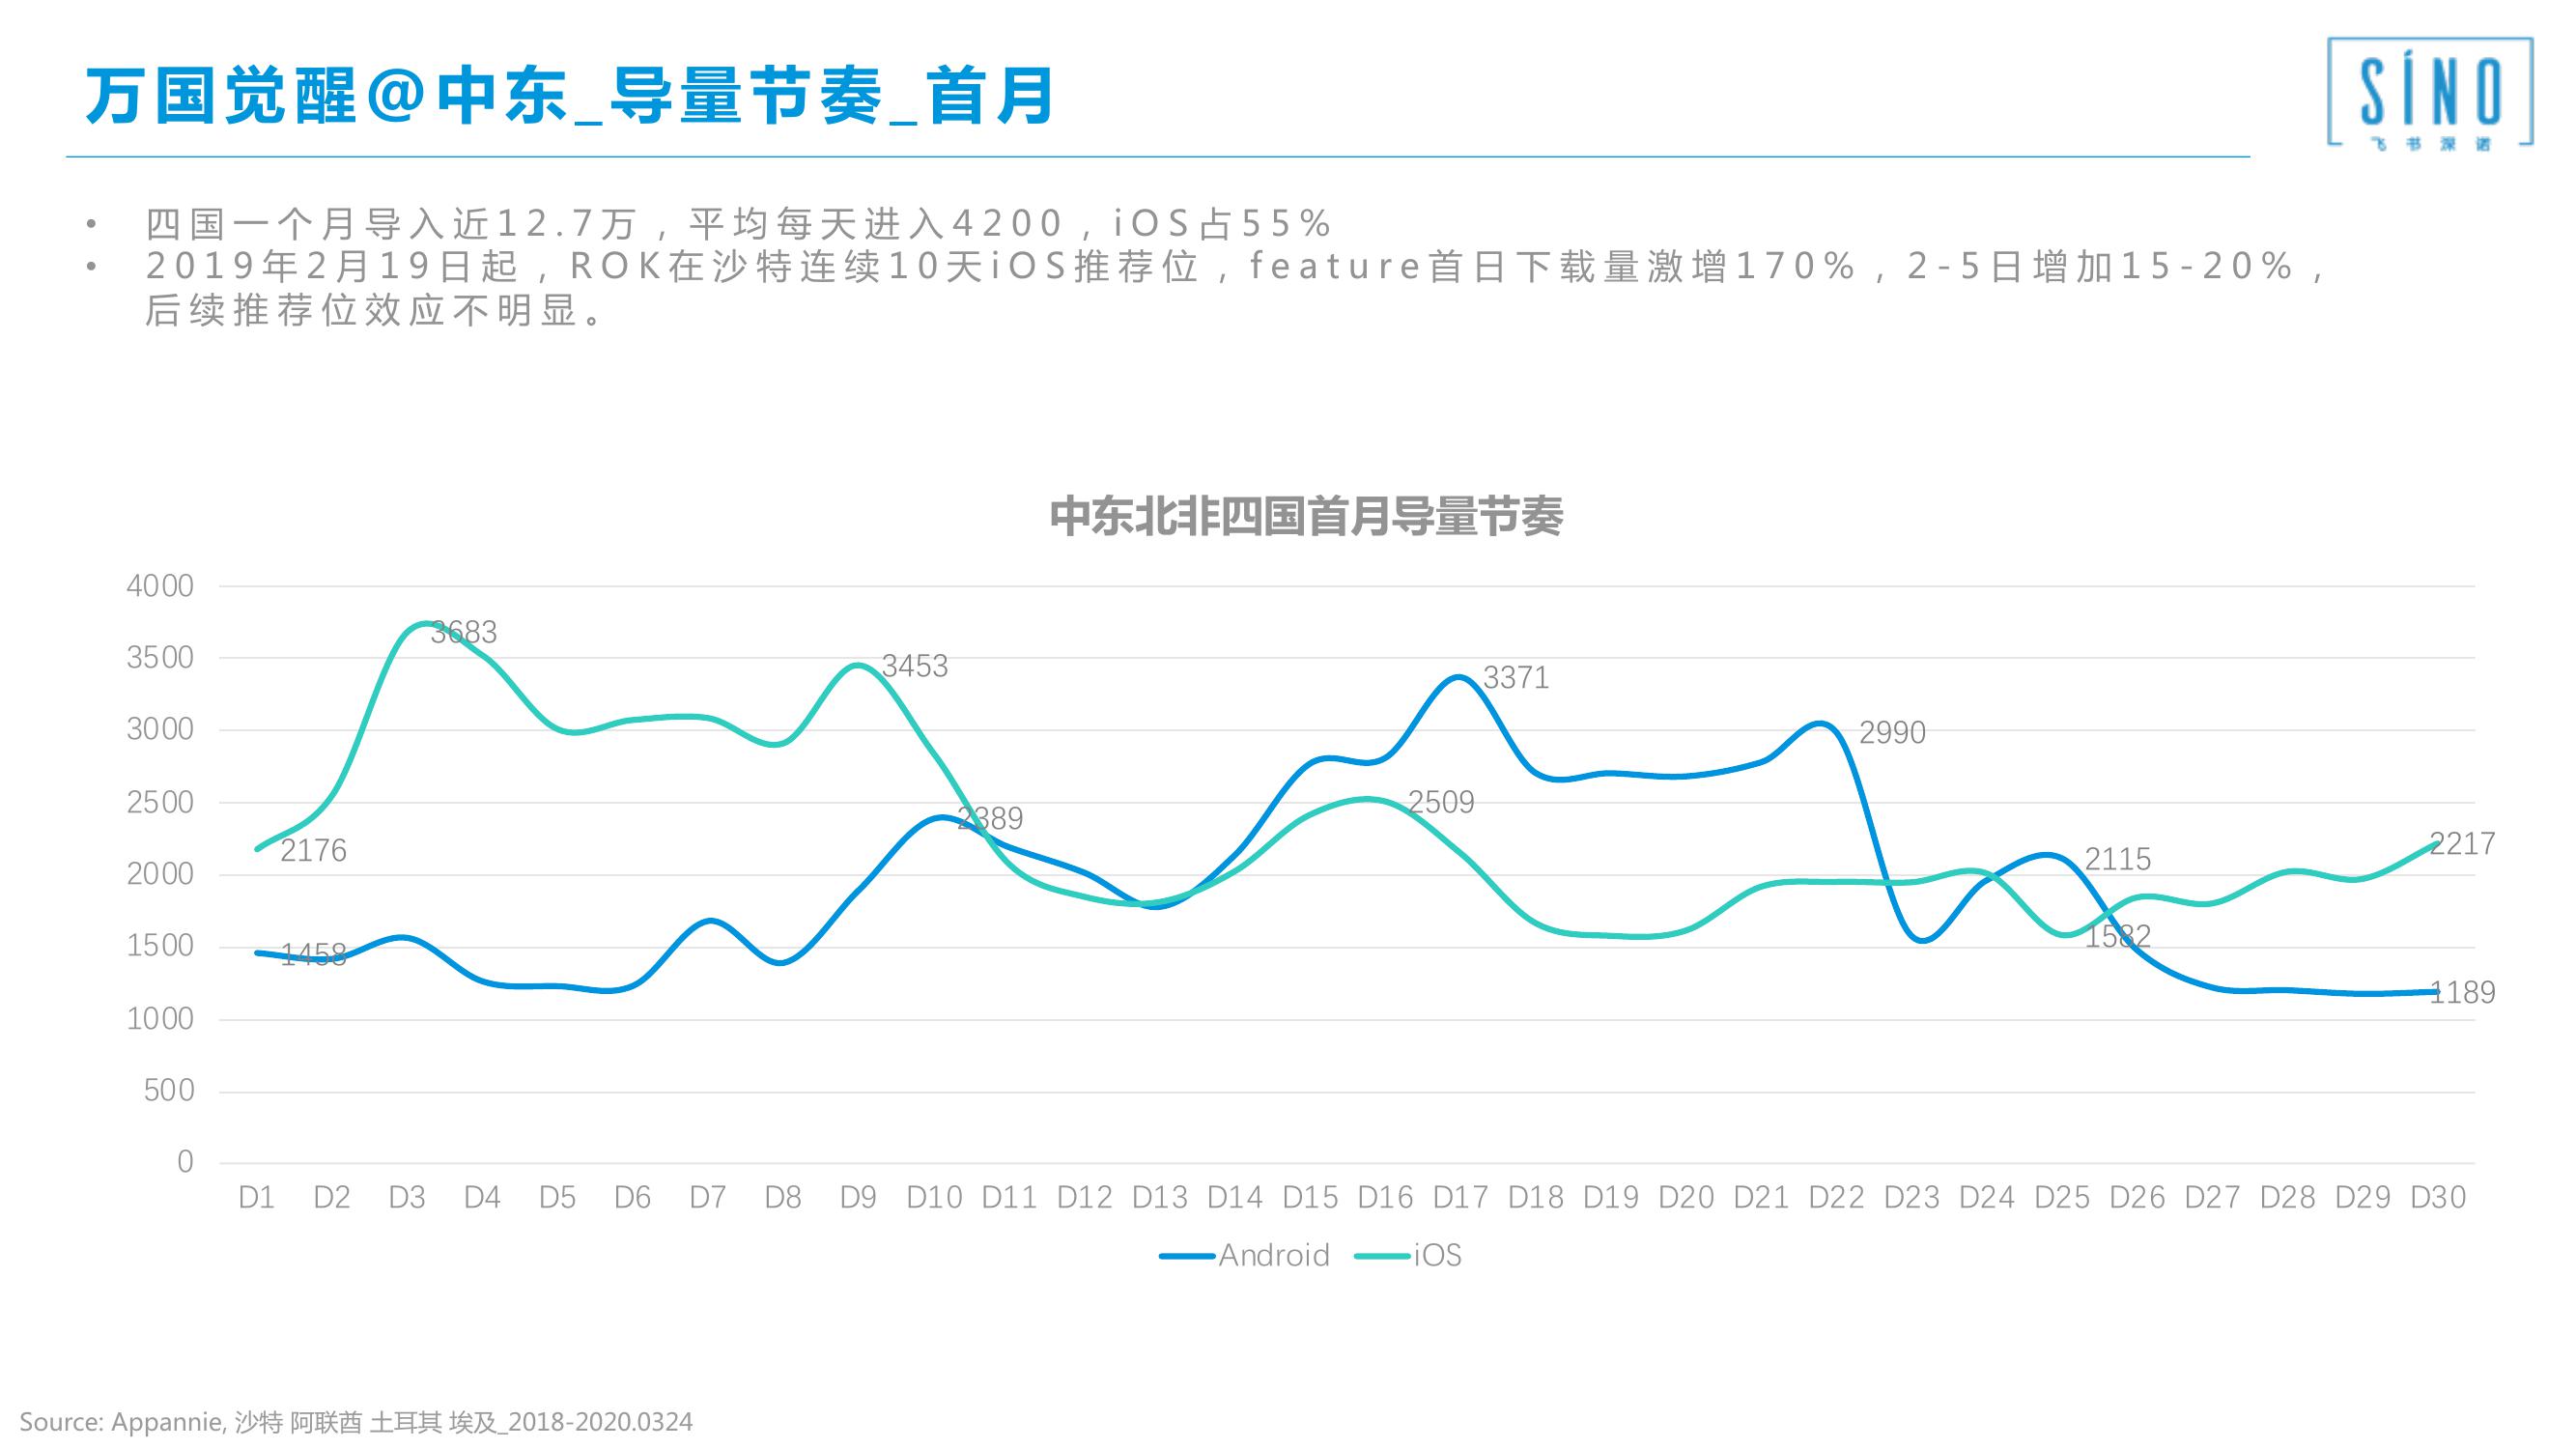 万国觉醒@中东_导量节奏_首月
SINO
飞书深诺
• 四国一个月导入近12.7万，平均每天进入4200，iOS占55%
• 2019年2月19日起，ROK在沙特连续10天iOS推荐位，feature首日下载量激增170%，2-5日增加15-20%，
后续推荐位效应不明显。
中东北非四国首月导量节奏
4000
3500
3000
2500
2000
1500
1000
500
0
3683
3453
3371
2990
2509
2389
2176
2115
2217
1458
1582
1189
D1 D2 D3 D4 D5 D6 D7 D8 D9 D10 D11 D12 D13 D14 D15 D16 D17 D18 D19 D20 D21 D22 D23 D24 D25 D26 D27 D28 D29 D30
Android iOS
Source: Appannie, 沙特 阿联酋 土耳其 埃及_2018-2020.0324